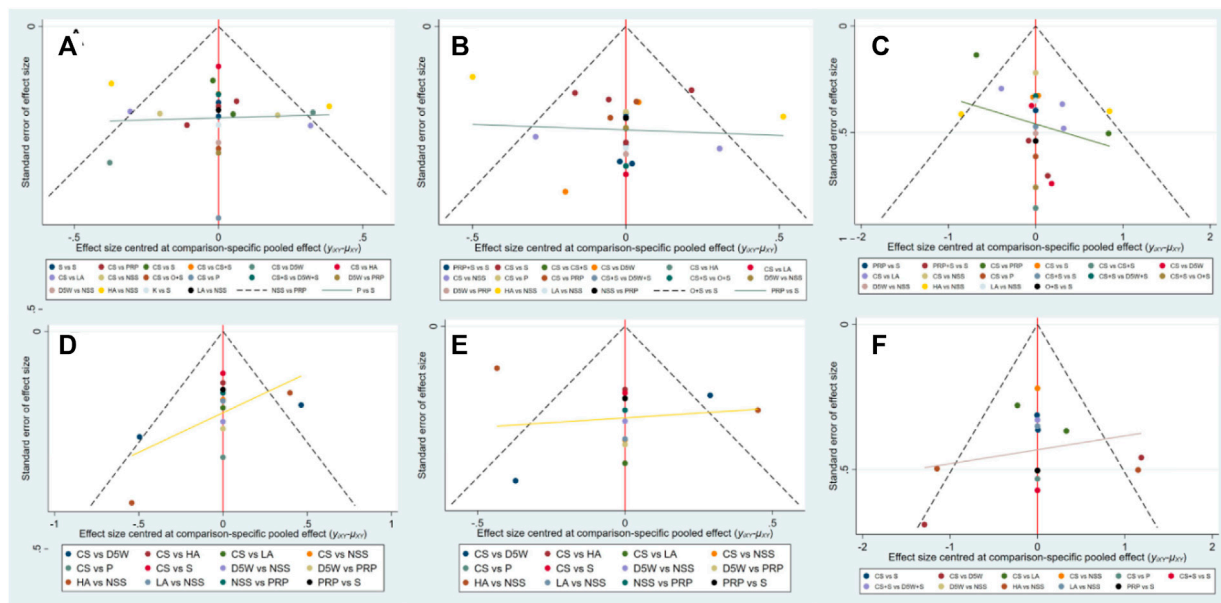 A
B
C
0
0
0
.5
1
Standard error of effect size
Standard error of effect size
Standard error of effect size
-.5 0 .5
-.5 0 .5
-2 -1 0 1 2
Effect size centred at comparison-specific pooled effect (yiXY-μXY)
Effect size centred at comparison-specific pooled effect (yiXY-μXY)
Effect size centred at comparison-specific pooled effect (yiXY-μXY)
S vs S CS vs PRP CS vs S CS vs CS+S CS vs D5W CS vs HA
CS vs LA CS vs NSS CS vs O+S CS vs P CS+S vs D5W+S D5W vs PRP
D5W vs NSS HA vs NSS K vs S LA vs NSS NSS vs PRP P vs S
PRP+S vs S CS vs S CS vs CS+S CS vs D5W CS vs HA CS vs LA
CS vs NSS CS vs PRP CS vs P CS+S vs D5W+S CS+S vs O+S D5W vs NSS
D5W vs PRP HA vs NSS LA vs NSS NSS vs PRP O+S vs S PRP vs S
PRP vs S PRP+S vs S CS vs PRP CS vs S CS vs CS+S CS vs D5W
CS vs LA CS vs NSS CS vs P CS+S vs S CS+S vs D5W+S CS+S vs O+S
D5W vs NSS HA vs NSS LA vs NSS O+S vs S
.5
D
E
F
0
0
0
.5
.5
Standard error of effect size
Standard error of effect size
Standard error of effect size
-1 -.5 0 .5 1
-.5 0 .5
-2 -1 0 1 2
Effect size centred at comparison-specific pooled effect (yiXY-μXY)
Effect size centred at comparison-specific pooled effect (yiXY-μXY)
Effect size centred at comparison-specific pooled effect (yiXY-μXY)
CS vs D5W CS vs HA CS vs LA CS vs NSS
CS vs P CS vs S D5W vs NSS D5W vs PRP
HA vs NSS LA vs NSS NSS vs PRP PRP vs S
CS vs D5W CS vs HA CS vs LA CS vs NSS
CS vs P CS vs S D5W vs NSS D5W vs PRP
HA vs NSS LA vs NSS NSS vs PRP PRP vs S
CS vs S CS vs D5W CS vs LA CS vs NSS CS vs P CS+S vs S
CS+S vs D5W+S D5W vs NSS HA vs NSS LA vs NSS PRP vs S